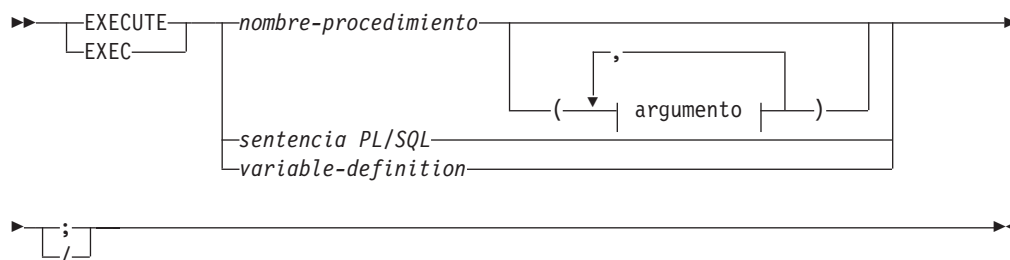 EXECUTE nombre-procedimiento
EXEC ,
( argumento )
sentencia PL/SQL
variable-definition
;
/